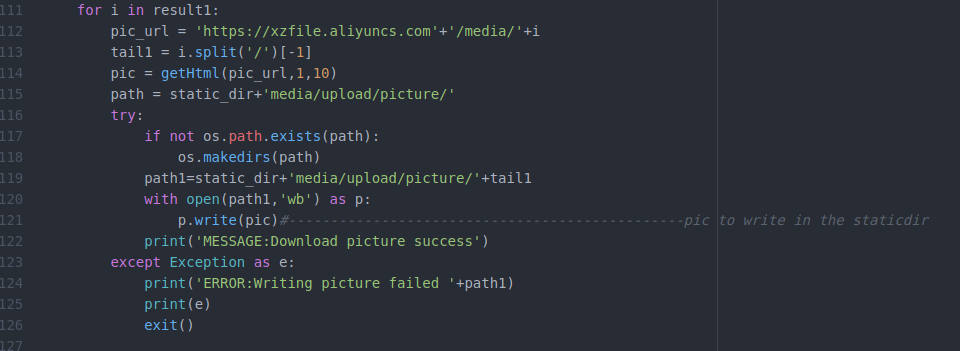 111 for i in result1:
112 pic_url = 'https://xzfile.aliyuncs.com'+'/media/'+i
113 tail1 = i.split('/')[-1]
114 pic = getHtml(pic_url,1,10)
115 path = static_dir+'media/upload/picture/'
116 try:
117 if not os.path.exists(path):
118 os.makedirs(path)
119 path1=static_dir+'media/upload/picture/'+tail1
120 with open(path1,'wb') as p:
121 p.write(pic)#-----------------------------------------------pic to write in the staticdir
122 print('MESSAGE:Download picture success')
123 except Exception as e:
124 print('ERROR:Writing picture failed '+path1)
125 print(e)
126 exit()
127